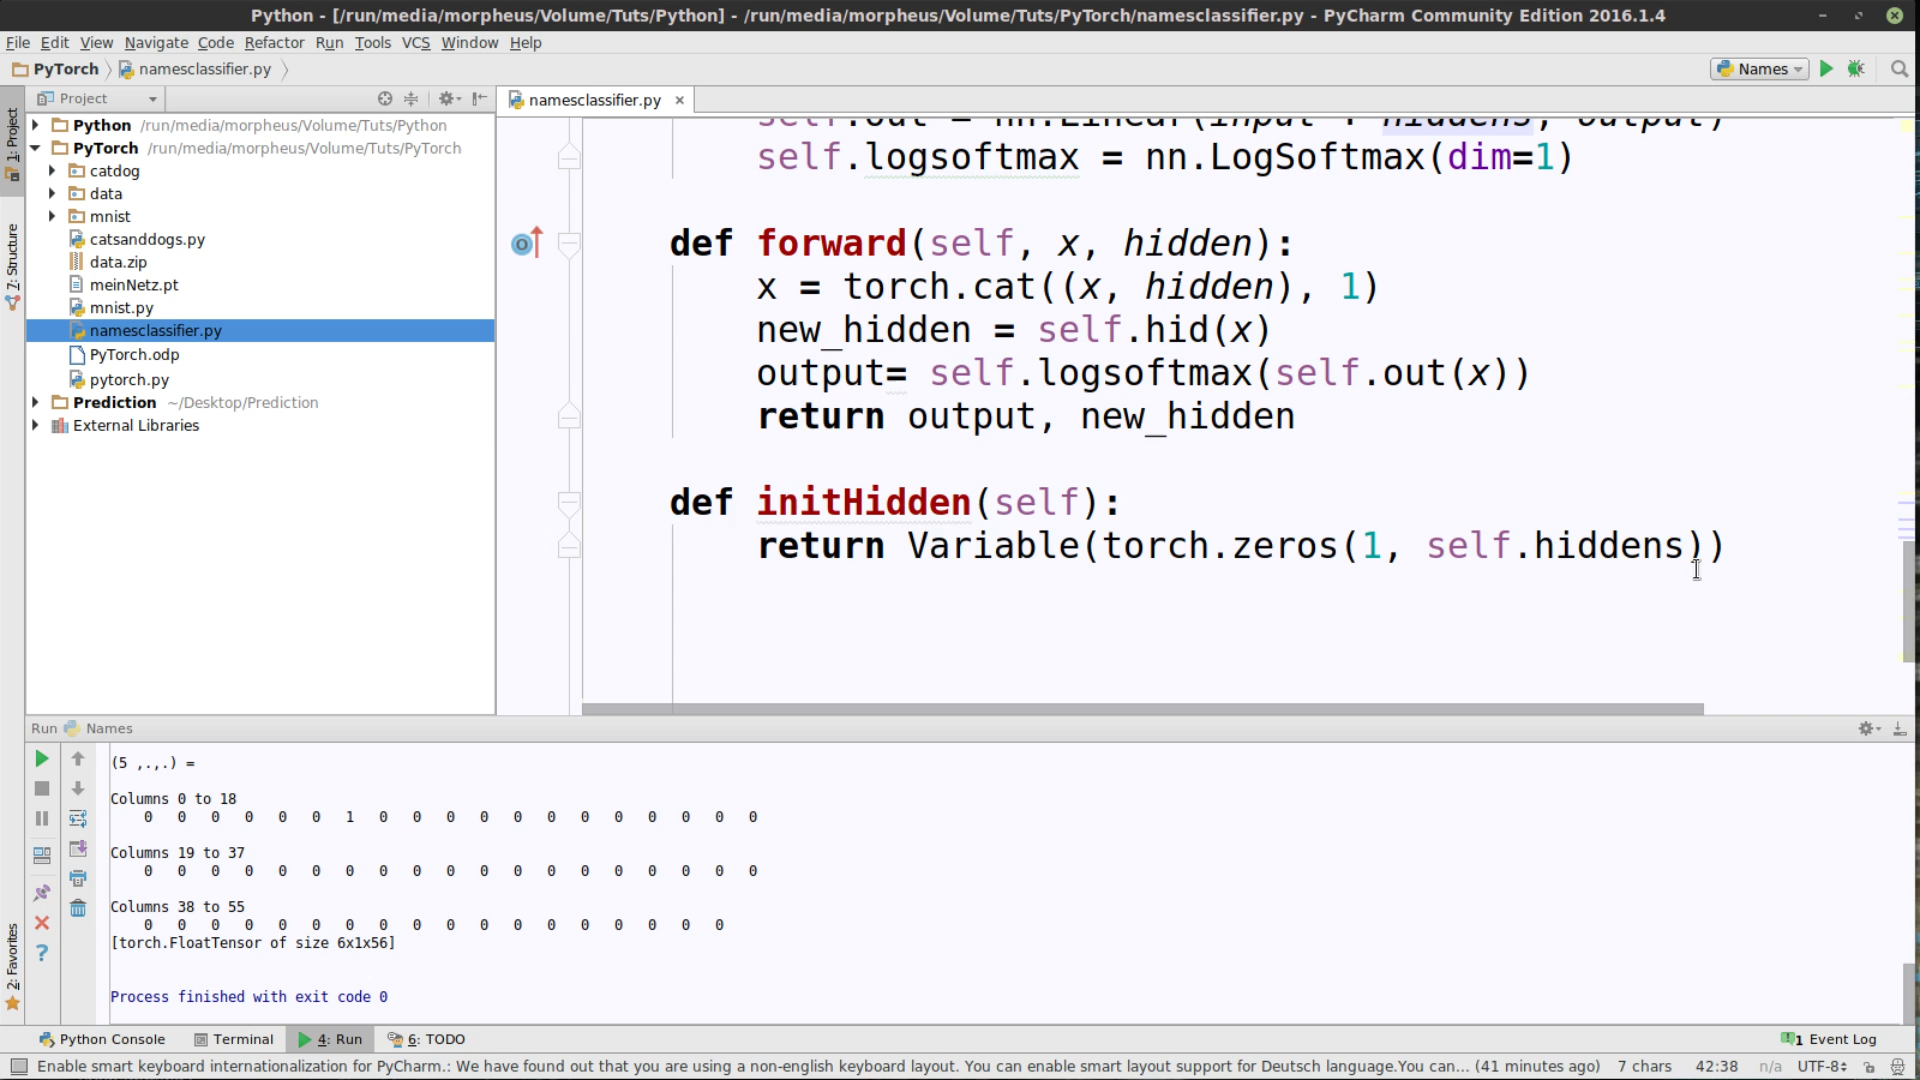 Python - [/run/media/morpheus/Volume/Tuts/Python] - /run/media/morpheus/Volume/Tuts/PyTorch/namesclassifier.py - PyCharm Community Edition 2016.1.4
File Edit View Navigate Code Refactor Run Tools VCS Window Help
PyTorch namesclassifier.py Names
1: Project
7: Structure
2: Favorites
Project
Python /run/media/morpheus/Volume/Tuts/Python
PyTorch /run/media/morpheus/Volume/Tuts/PyTorch
catdog
data
mnist
catsanddogs.py
data.zip
meinNetz.pt
mnist.py
namesclassifier.py
PyTorch.odp
pytorch.py
Prediction ~/Desktop/Prediction
External Libraries
namesclassifier.py
self.out = nn.Linear(input + hiddens, output)
self.logsoftmax = nn.LogSoftmax(dim=1)
def forward(self, x, hidden):
x = torch.cat((x, hidden), 1)
new_hidden = self.hid(x)
output= self.logsoftmax(self.out(x))
return output, new_hidden
def initHidden(self):
return Variable(torch.zeros(1, self.hiddens))
Run Names
(5 ,.,.) =
Columns 0 to 18
0 0 0 0 0 0 1 0 0 0 0 0 0 0 0 0 0 0 0
Columns 19 to 37
0 0 0 0 0 0 0 0 0 0 0 0 0 0 0 0 0 0 0
Columns 38 to 55
0 0 0 0 0 0 0 0 0 0 0 0 0 0 0 0 0 0
[torch.FloatTensor of size 6x1x56]
Process finished with exit code 0
Python Console Terminal 4: Run 6: TODO 1 Event Log
Enable smart keyboard internationalization for PyCharm.: We have found out that you are using a non-english keyboard layout. You can enable smart layout support for Deutsch language.You can... (41 minutes ago) 7 chars 42:38 n/a UTF-8